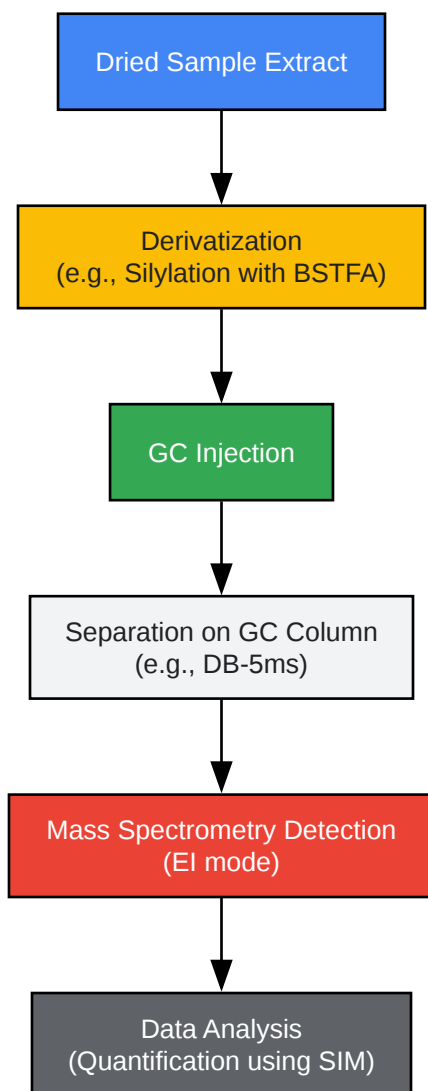 Dried Sample Extract
Derivatization
(e.g., Silylation with BSTFA)
GC Injection
Separation on GC Column
(e.g., DB-5ms)
Mass Spectrometry Detection
(EI mode)
Data Analysis
(Quantification using SIM)